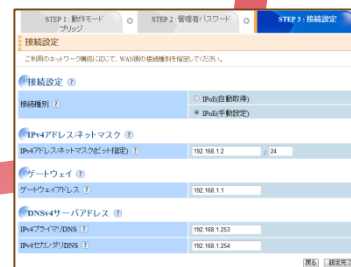 STEP 1 : 動作モード
ブリッジ
STEP 2 : 管理者パスワード
STEP 3 : 接続設定
接続設定
ご利用のネットワーク構成に応じて、WAN側の接続種別を指定してください。
接続設定 ?
接続種別 ?
IPoE(自動取得)
IPoE(手動設定)
IPv4アドレス/ネットマスク ?
IPv4アドレス/ネットマスク(ビット指定) ?
192.168.1.2 / 24
ゲートウェイ ?
ゲートウェイアドレス ?
192.168.1.1
DNSv4サーバアドレス ?
IPv4プライマリDNS ?
192.168.1.253
IPv4セカンダリDNS ?
192.168.1.254
戻る 設定完了